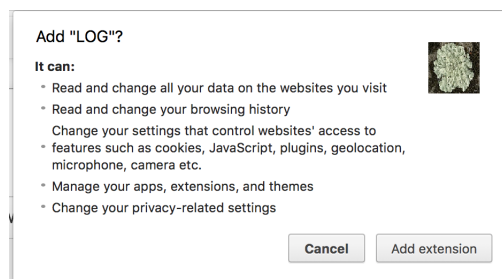 Add "LOG"?
It can:
• Read and change all your data on the websites you visit
• Read and change your browsing history
Change your settings that control websites' access to
• features such as cookies, JavaScript, plugins, geolocation,
microphone, camera etc.
• Manage your apps, extensions, and themes
• Change your privacy-related settings
Cancel Add extension